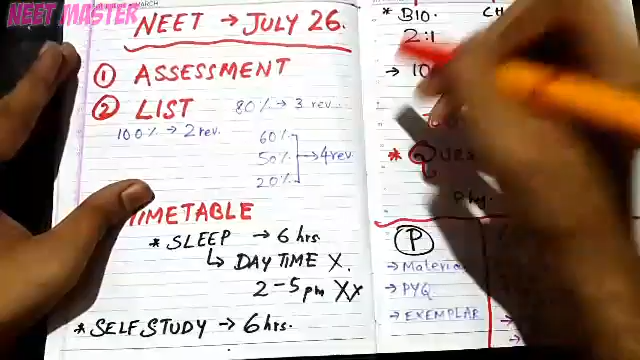 NEET MASTER
MARCH
NEET → JULY 26.
① ASSESSMENT
② LIST
80% → 3 rev.
100% → 2 rev.
60%
50% → 4 rev.
20%
TIMETABLE
* SLEEP → 6 hrs.
↳ DAY TIME X.
2-5pm XX
* SELF STUDY → 6 hrs.
* BIO.
2:1
→ 10
*
Phy.
P
→ Material
→ PYQ
→ EXEMPLAR